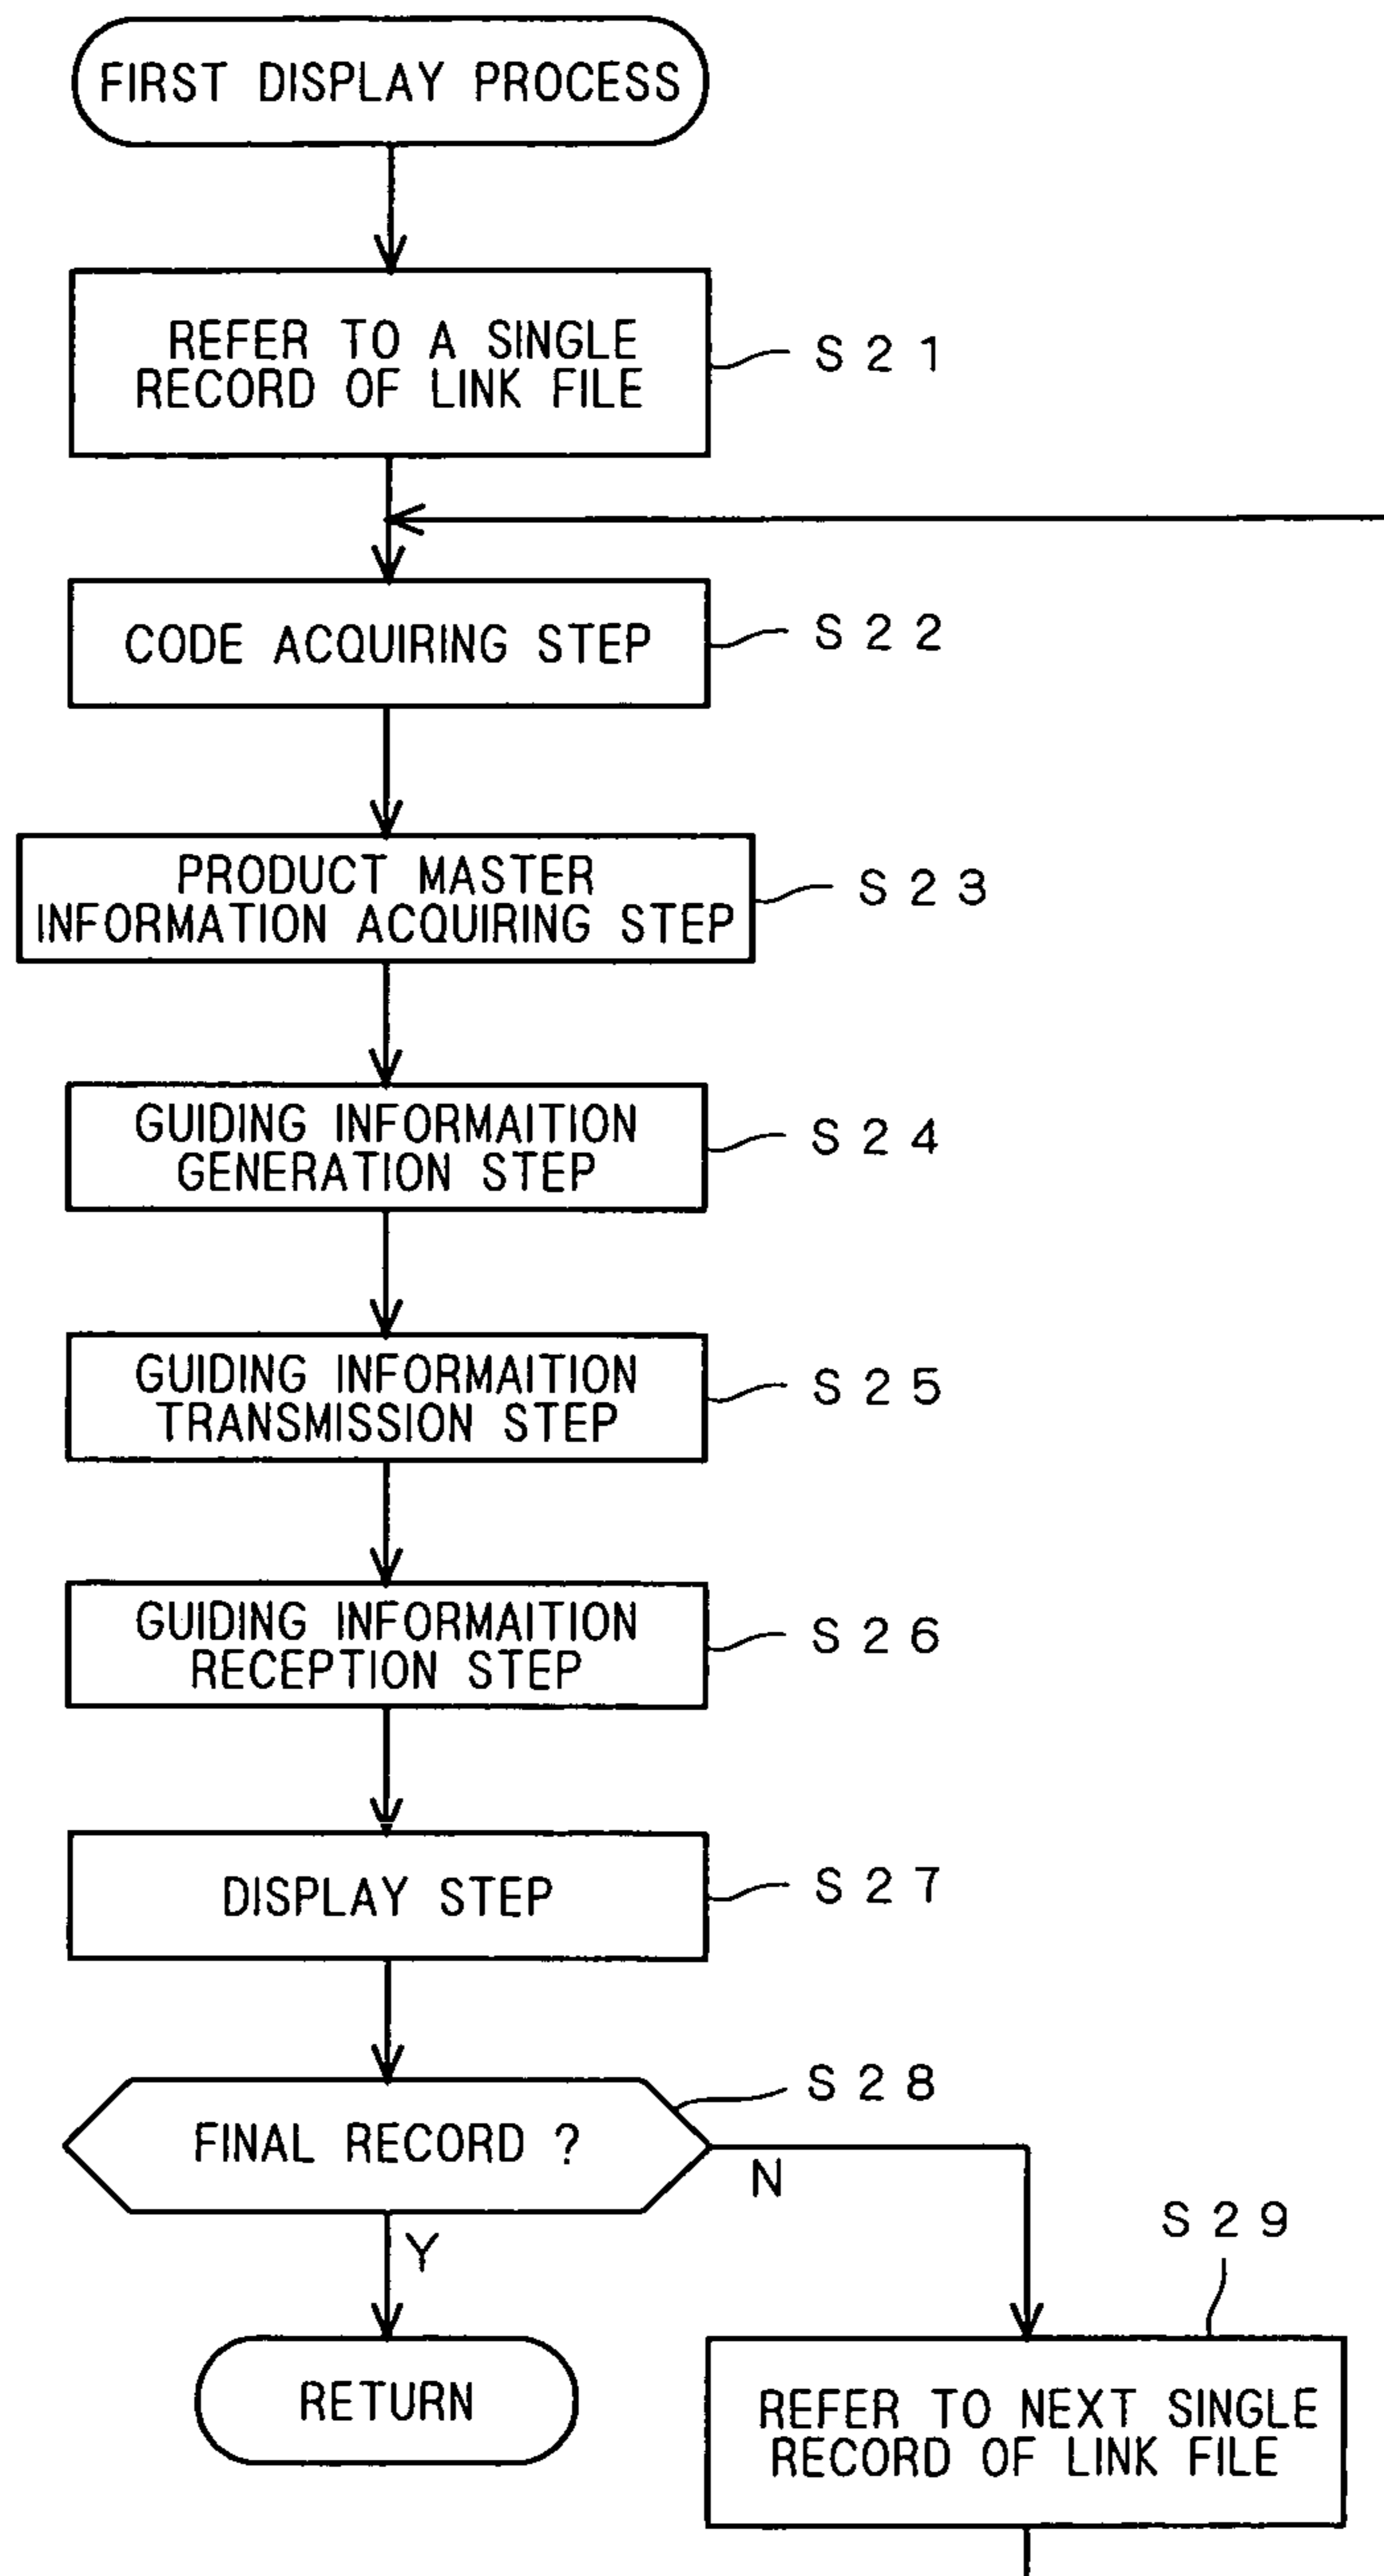 FIRST DISPLAY PROCESS
REFER TO A SINGLE
RECORD OF LINK FILE
S21
CODE ACQUIRING STEP
S22
PRODUCT MASTER
INFORMATION ACQUIRING STEP
S23
GUIDING INFORMAITION
GENERATION STEP
S24
GUIDING INFORMAITION
TRANSMISSION STEP
S25
GUIDING INFORMAITION
RECEPTION STEP
S26
DISPLAY STEP
S27
S28
FINAL RECORD ?
N
Y
S29
RETURN
REFER TO NEXT SINGLE
RECORD OF LINK FILE